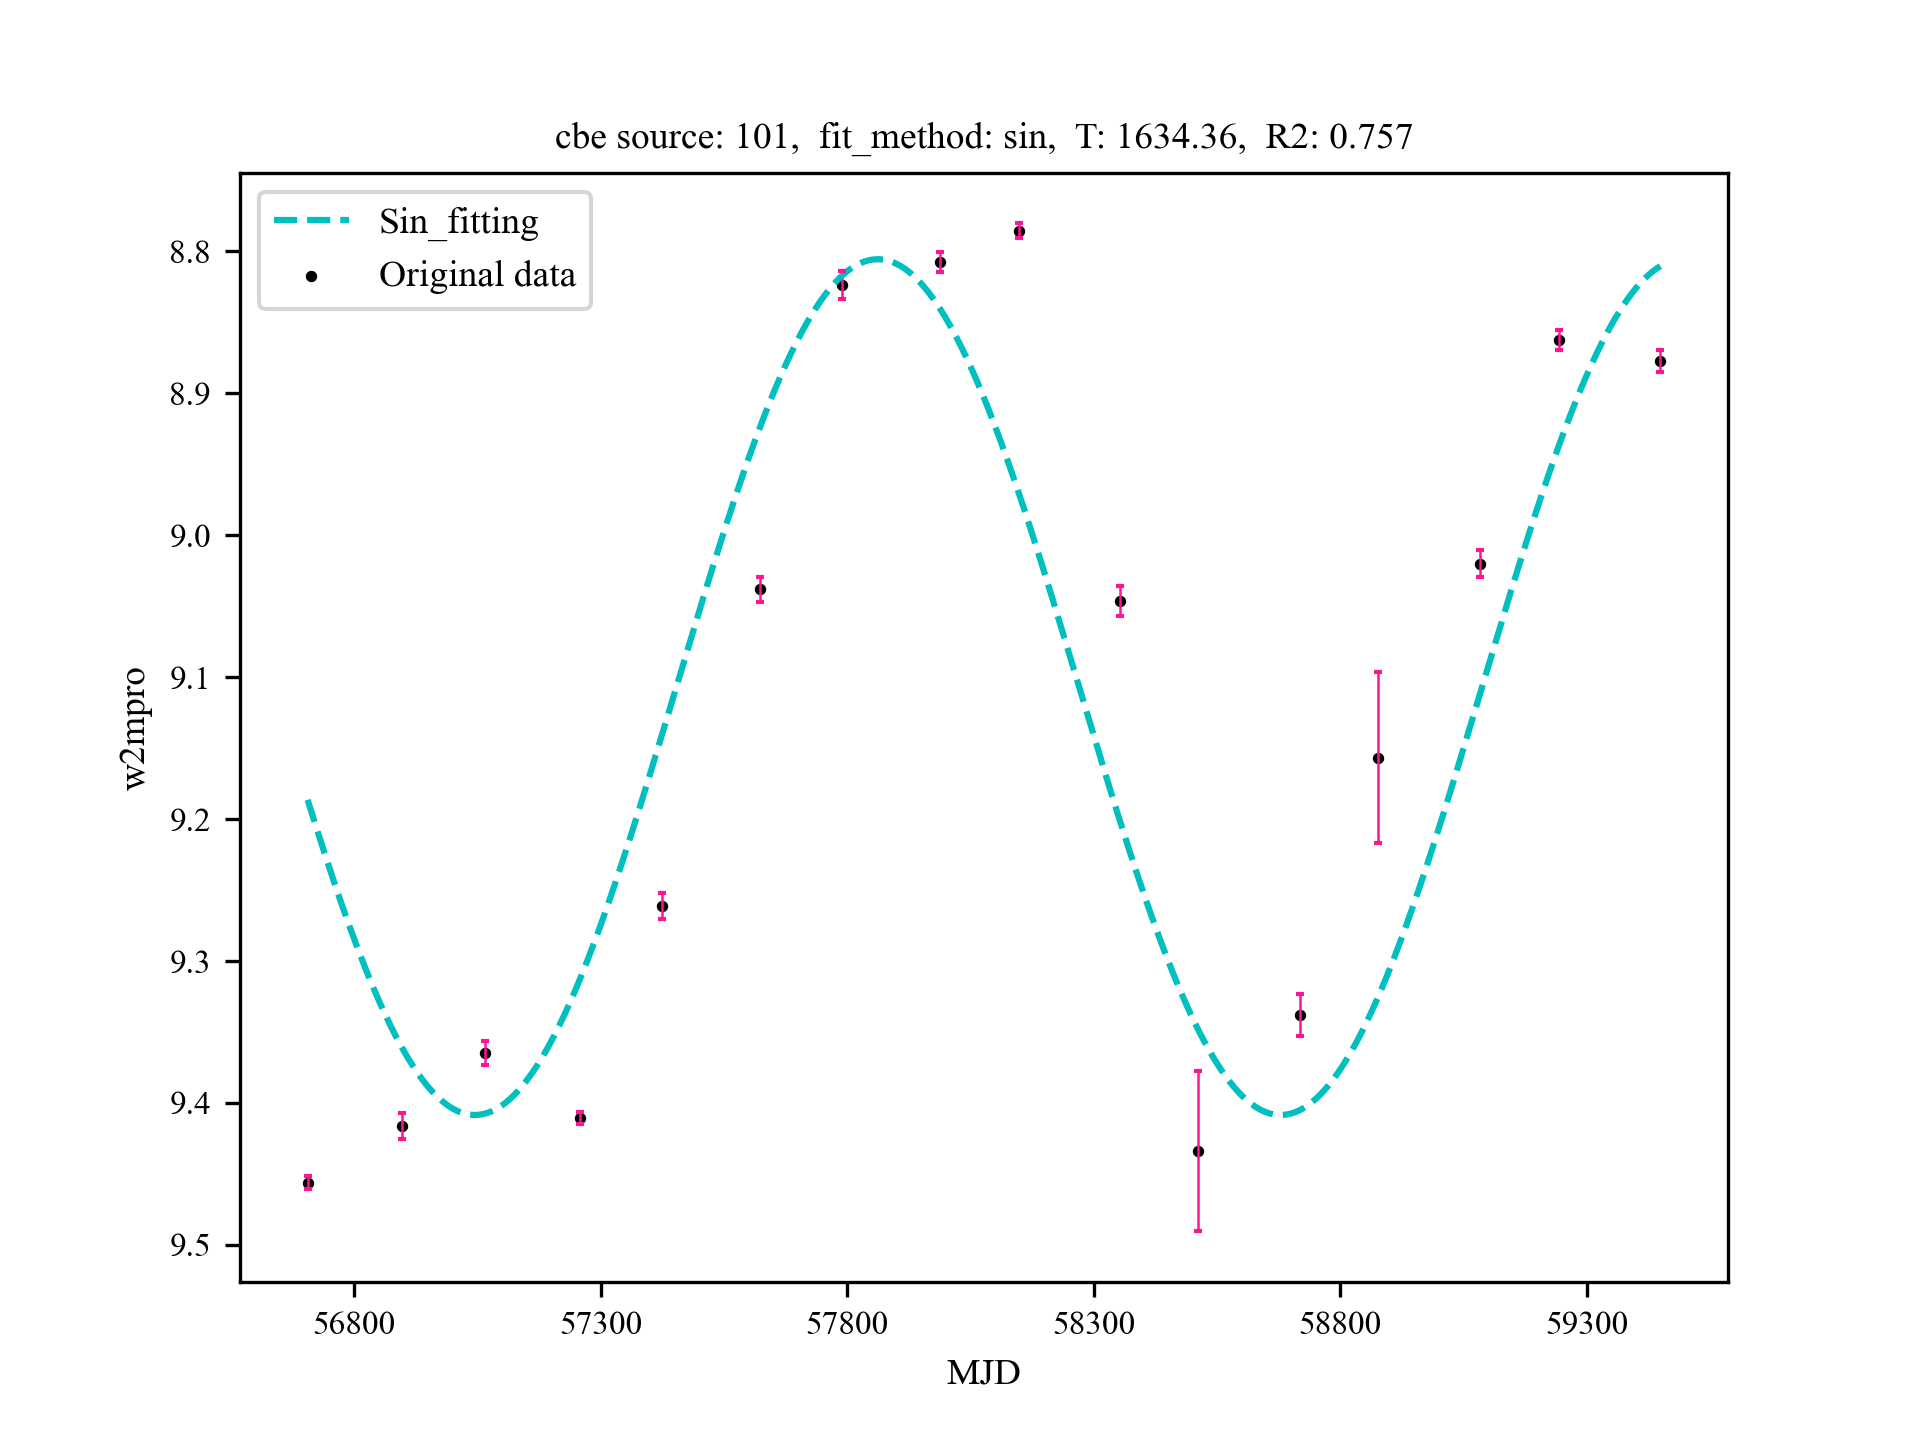 cbe source: 101,  fit_method: sin,  T: 1634.36,  R2: 0.757
Sin_fitting
Original data
8.8
8.9
9.0
9.1
9.2
9.3
9.4
9.5
w2mpro
56800 57300 57800 58300 58800 59300
MJD